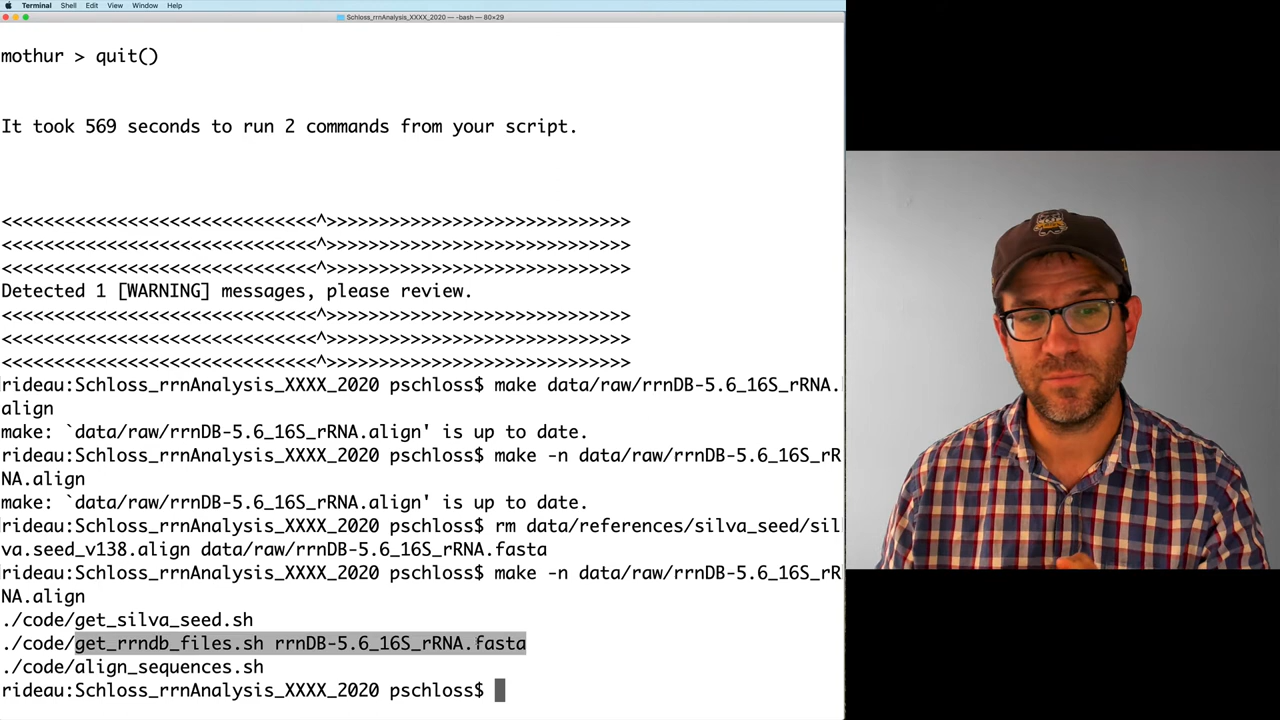 Terminal Shell Edit View Window Help
Schloss_rrnAnalysis_XXXX_2020 — -bash — 80×29
mothur > quit()
It took 569 seconds to run 2 commands from your script.
<<<<<<<<<<<<<<<<<<<<<<<<<<<<<<^>>>>>>>>>>>>>>>>>>>>>>>>>>>>>
<<<<<<<<<<<<<<<<<<<<<<<<<<<<<<^>>>>>>>>>>>>>>>>>>>>>>>>>>>>>
<<<<<<<<<<<<<<<<<<<<<<<<<<<<<<^>>>>>>>>>>>>>>>>>>>>>>>>>>>>>
Detected 1 [WARNING] messages, please review.
<<<<<<<<<<<<<<<<<<<<<<<<<<<<<<^>>>>>>>>>>>>>>>>>>>>>>>>>>>>>
<<<<<<<<<<<<<<<<<<<<<<<<<<<<<<^>>>>>>>>>>>>>>>>>>>>>>>>>>>>>
<<<<<<<<<<<<<<<<<<<<<<<<<<<<<<^>>>>>>>>>>>>>>>>>>>>>>>>>>>>>
rideau:Schloss_rrnAnalysis_XXXX_2020 pschloss$ make data/raw/rrnDB-5.6_16S_rRNA.
align
make: `data/raw/rrnDB-5.6_16S_rRNA.align' is up to date.
rideau:Schloss_rrnAnalysis_XXXX_2020 pschloss$ make -n data/raw/rrnDB-5.6_16S_rR
NA.align
make: `data/raw/rrnDB-5.6_16S_rRNA.align' is up to date.
rideau:Schloss_rrnAnalysis_XXXX_2020 pschloss$ rm data/references/silva_seed/sil
va.seed_v138.align data/raw/rrnDB-5.6_16S_rRNA.fasta
rideau:Schloss_rrnAnalysis_XXXX_2020 pschloss$ make -n data/raw/rrnDB-5.6_16S_rR
NA.align
./code/get_silva_seed.sh
./code/get_rrndb_files.sh rrnDB-5.6_16S_rRNA.fasta
./code/align_sequences.sh
rideau:Schloss_rrnAnalysis_XXXX_2020 pschloss$